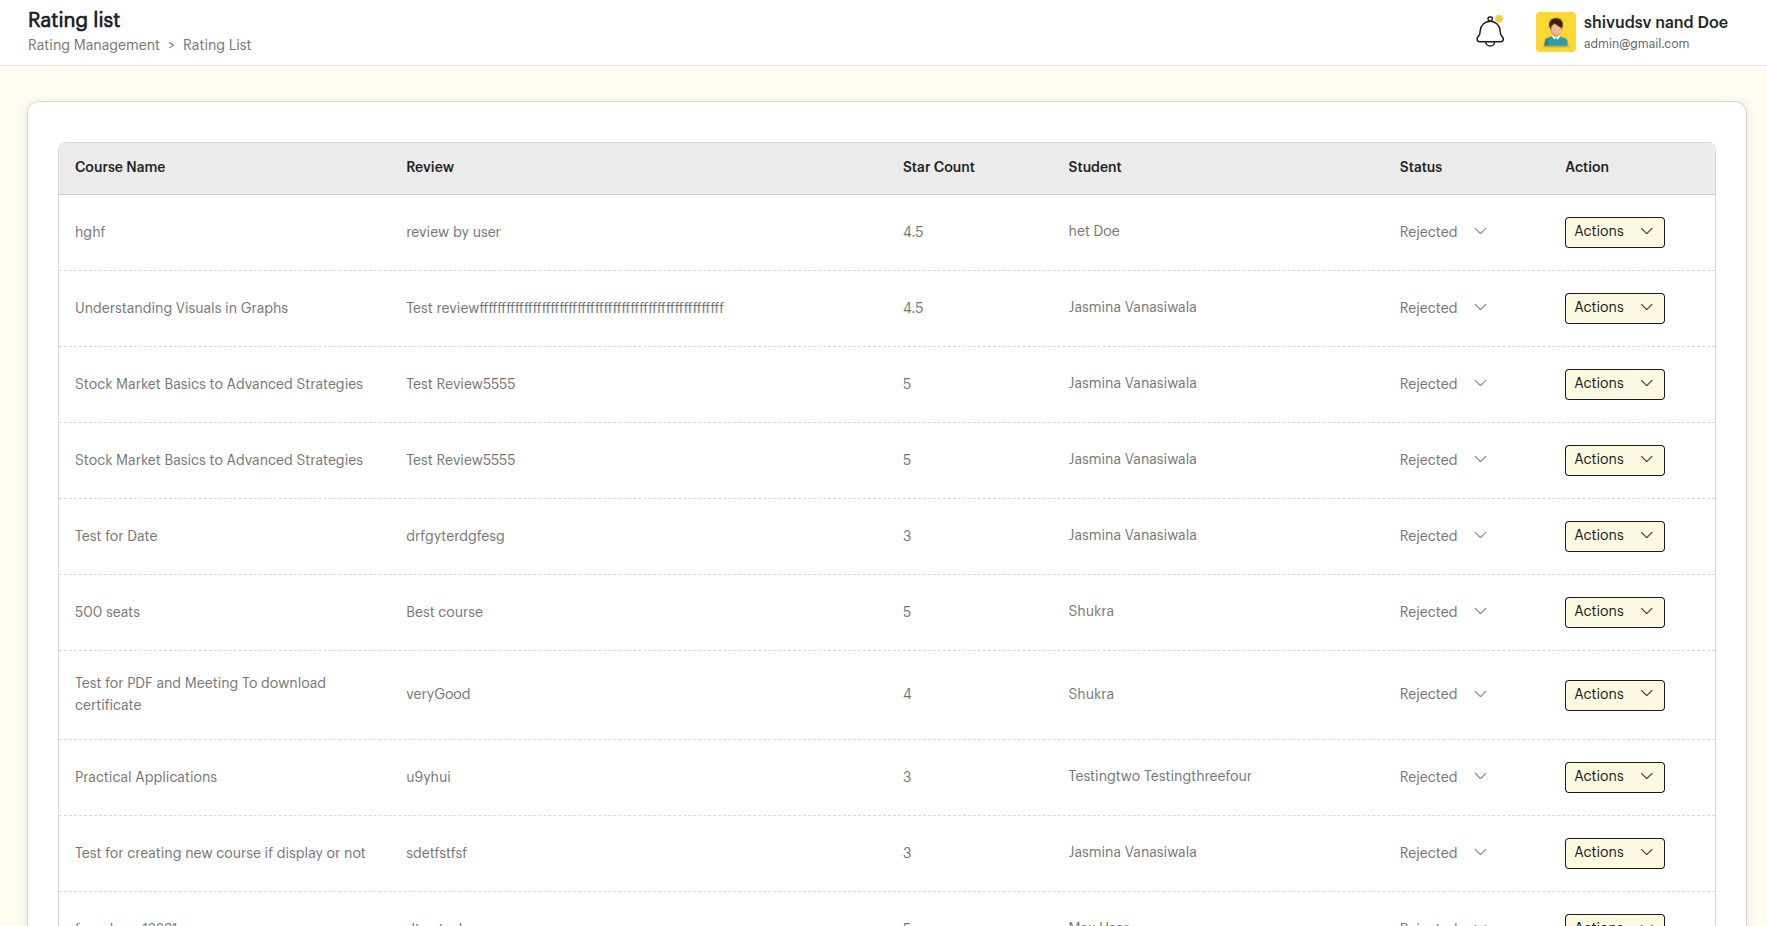 Rating list
Rating Management > Rating List
shivudsv nand Doe
admin@gmail.com
Course Name Review Star Count Student Status Action
hghf review by user 4.5 het Doe Rejected Actions
Understanding Visuals in Graphs Test reviewfffffffffffffffffffffffffffffffffffffffffffffffffffffff 4.5 Jasmina Vanasiwala Rejected Actions
Stock Market Basics to Advanced Strategies Test Review5555 5 Jasmina Vanasiwala Rejected Actions
Stock Market Basics to Advanced Strategies Test Review5555 5 Jasmina Vanasiwala Rejected Actions
Test for Date drfgyterdgfesg 3 Jasmina Vanasiwala Rejected Actions
500 seats Best course 5 Shukra Rejected Actions
Test for PDF and Meeting To download
certificate veryGood 4 Shukra Rejected Actions
Practical Applications u9yhui 3 Testingtwo Testingthreefour Rejected Actions
Test for creating new course if display or not sdetfstfsf 3 Jasmina Vanasiwala Rejected Actions
Rejected Actions